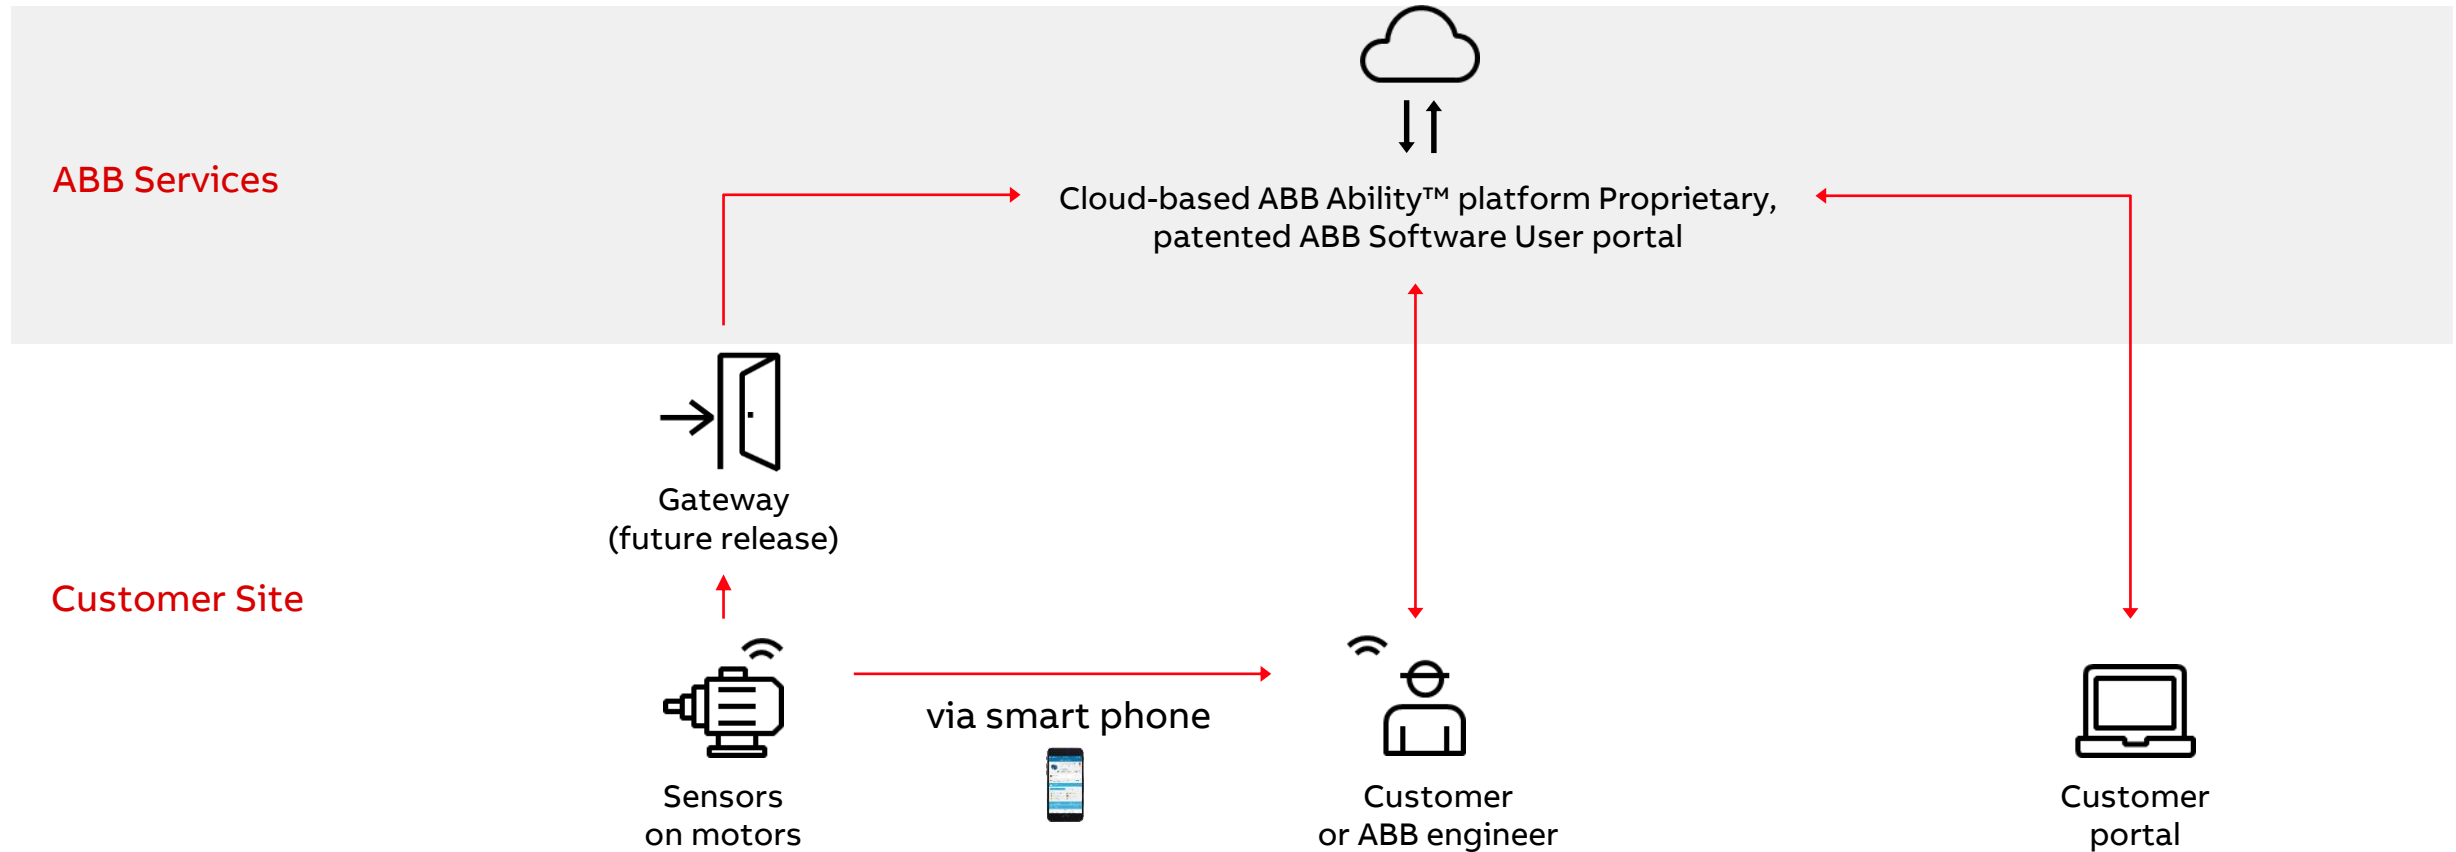 ABB Services
Cloud-based ABB Ability™ platform Proprietary,
patented ABB Software User portal
Gateway
(future release)
Customer Site
via smart phone
Sensors
on motors
Customer
or ABB engineer
Customer
portal